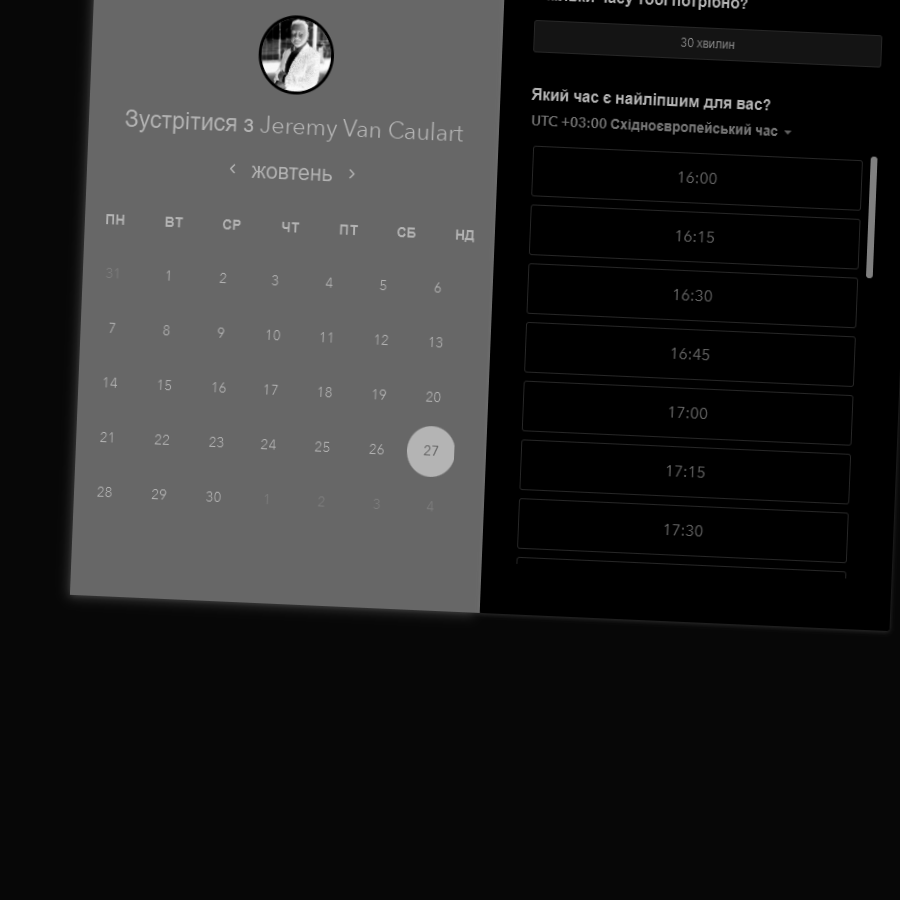 Зустрітися з Jeremy Van Caulart
‹ жовтень ›
ПН ВТ СР ЧТ ПТ СБ НД
31 1 2 3 4 5 6
7 8 9 10 11 12 13
14 15 16 17 18 19 20
21 22 23 24 25 26 27
28 29 30 1 2 3 4
часу тобі потрібно?
30 хвилин
Який час є найліпшим для вас?
UTC +03:00 Східноєвропейський час
16:00
16:15
16:30
16:45
17:00
17:15
17:30